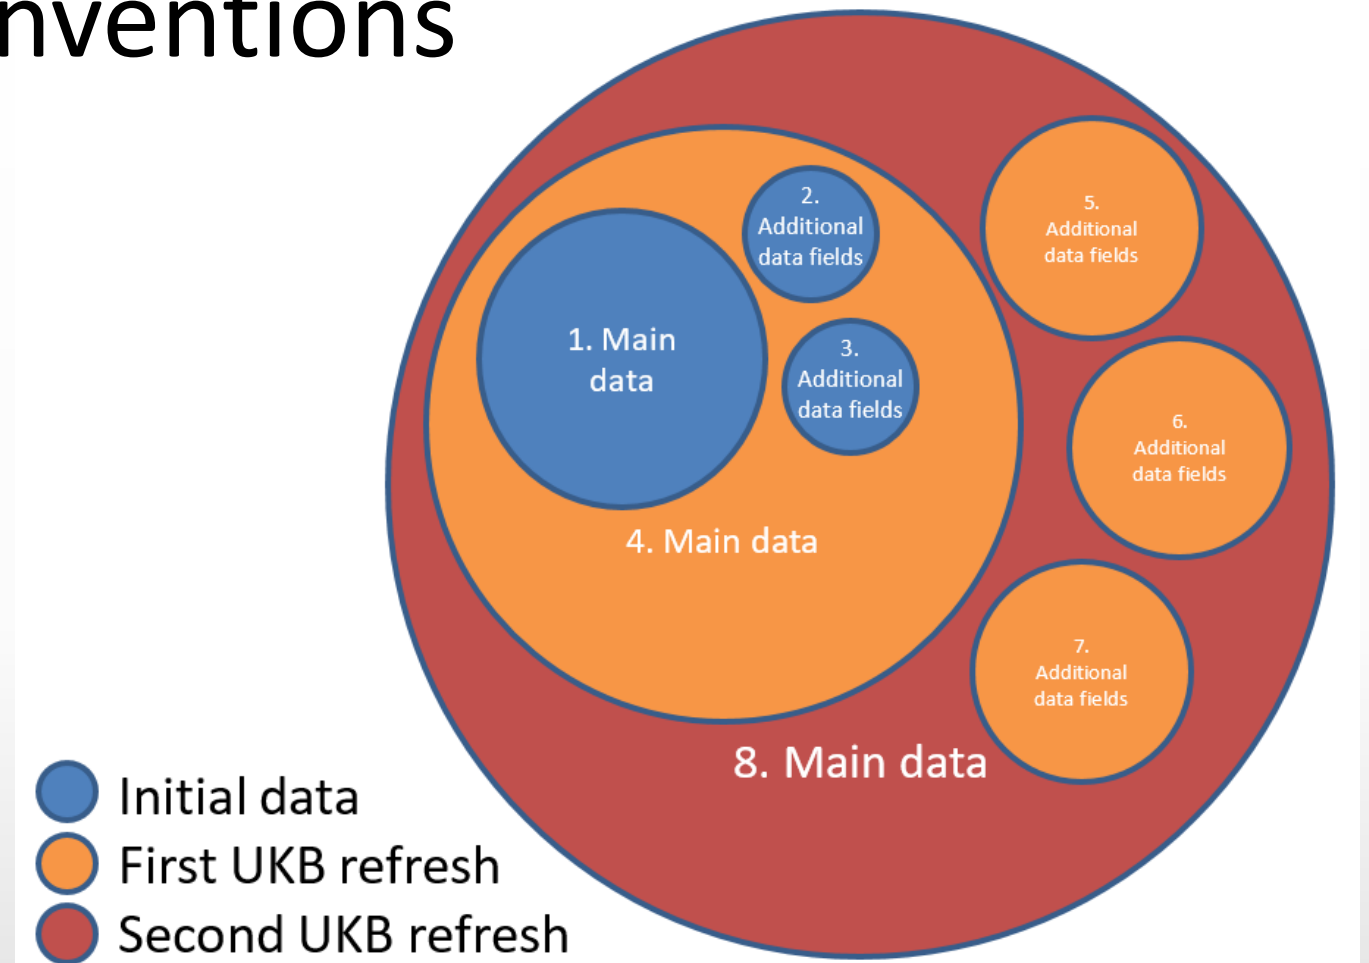 nventions
2.
Additional
data fields
5.
Additional
data fields
1. Main
data
3.
Additional
data fields
6.
Additional
data fields
4. Main data
7.
Additional
data fields
8. Main data
Initial data
First UKB refresh
Second UKB refresh